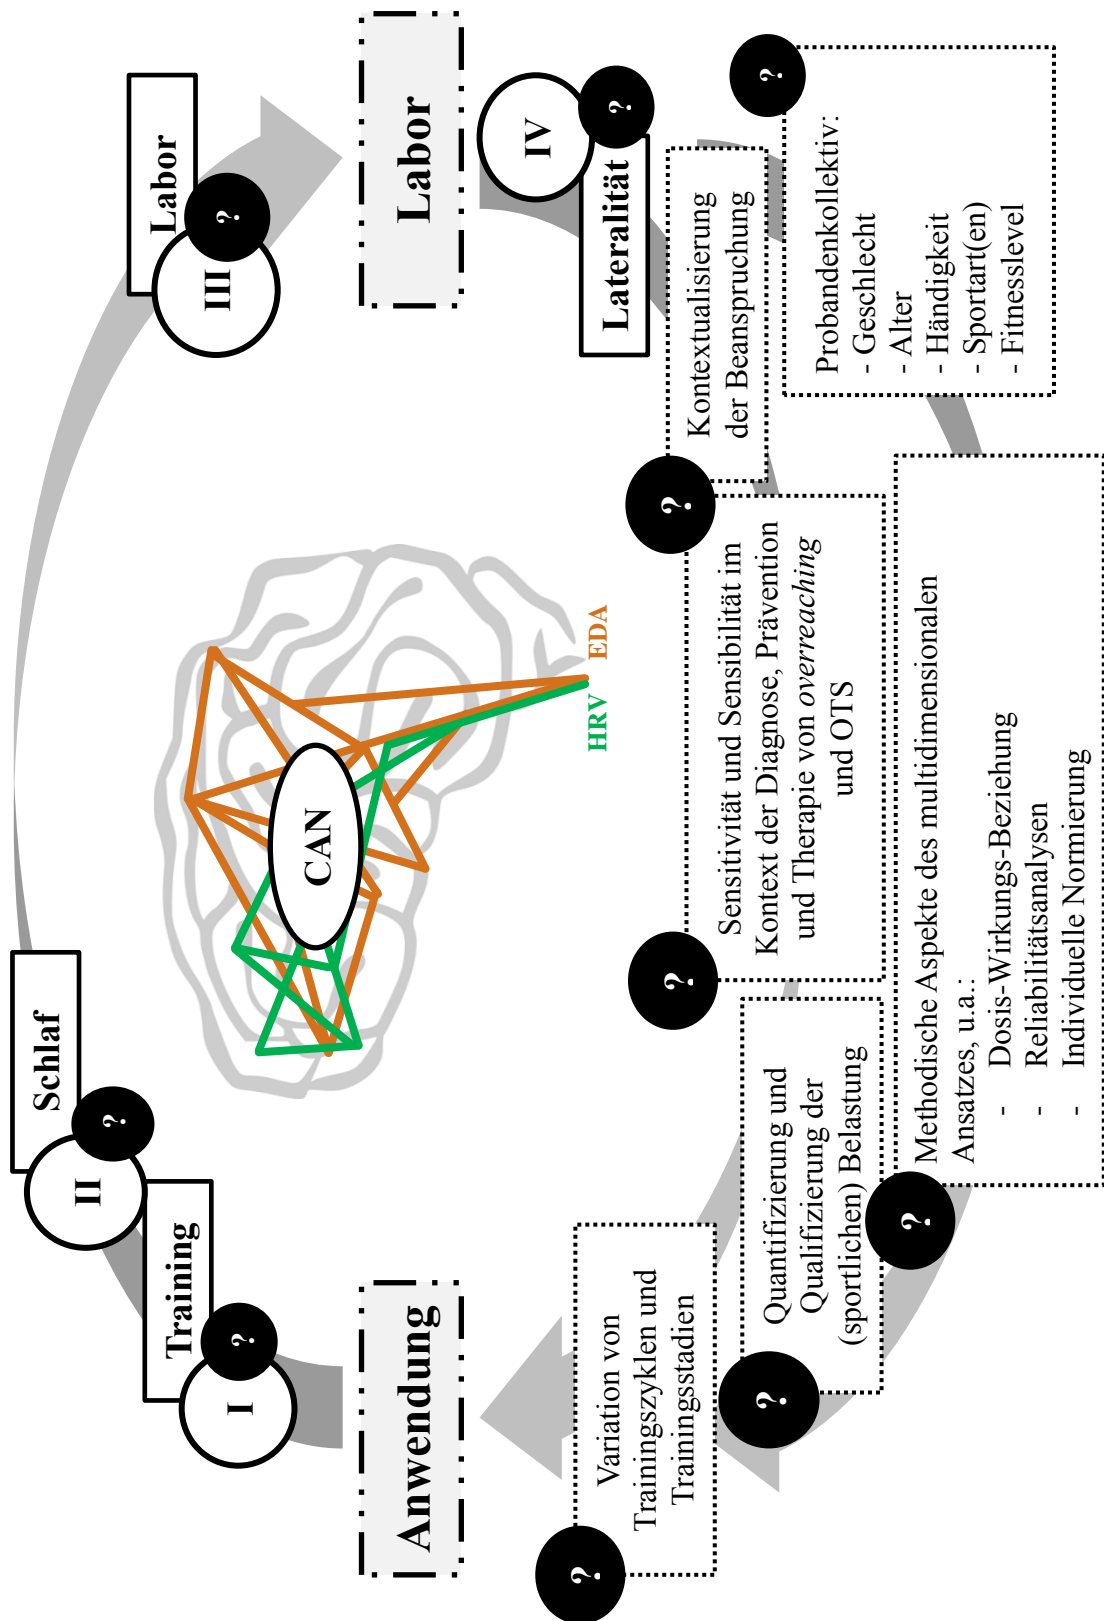 Schlaf
II
?
Training
I
?
Labor
III
?
Anwendung
Labor
CAN
HRV
EDA
IV
?
Lateralität
Variation von
Trainingszyklen und
Trainingsstadien
?
Quantifizierung und
Qualifizierung der
(sportlichen) Belastung
?
Sensitivität und Sensibilität im
Kontext der Diagnose, Prävention
und Therapie von overreaching
und OTS
?
Kontextualisierung
der Beanspruchung
?
Probandenkollektiv:
- Geschlecht
- Alter
- Händigkeit
- Sportart(en)
- Fitnesslevel
?
Methodische Aspekte des multidimensionalen
Ansatzes, u.a.:
- Dosis-Wirkungs-Beziehung
- Reliabilitätsanalysen
- Individuelle Normierung
?